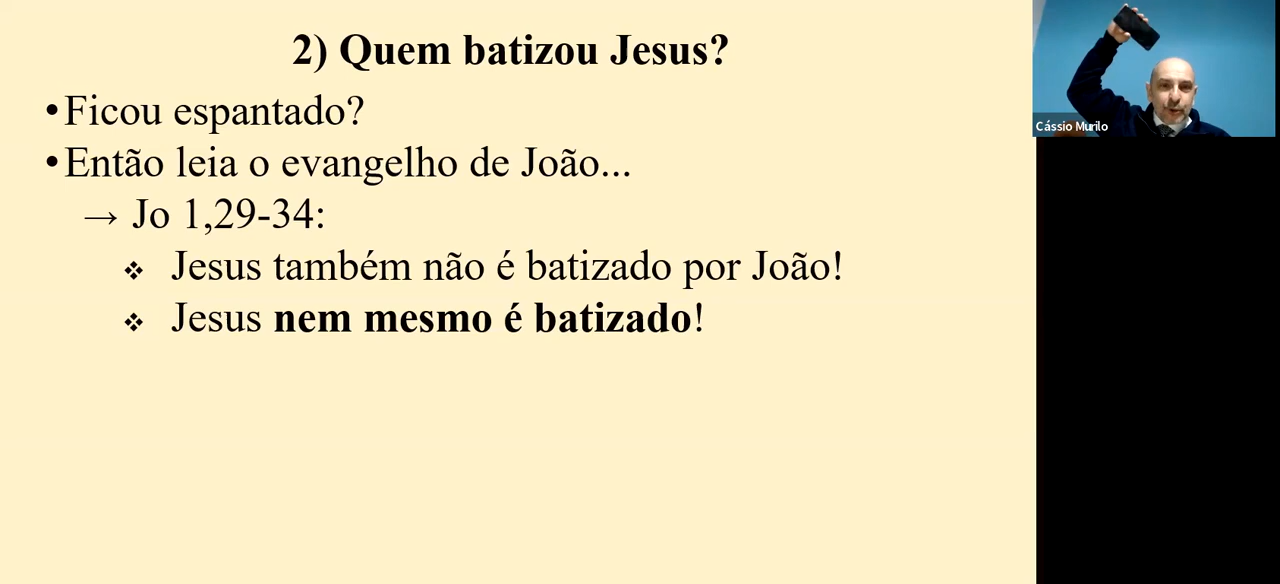 2) Quem batizou Jesus?
•Ficou espantado?
•Então leia o evangelho de João...
→ Jo 1,29-34:
❖ Jesus também não é batizado por João!
❖ Jesus nem mesmo é batizado!
Cássio Murilo